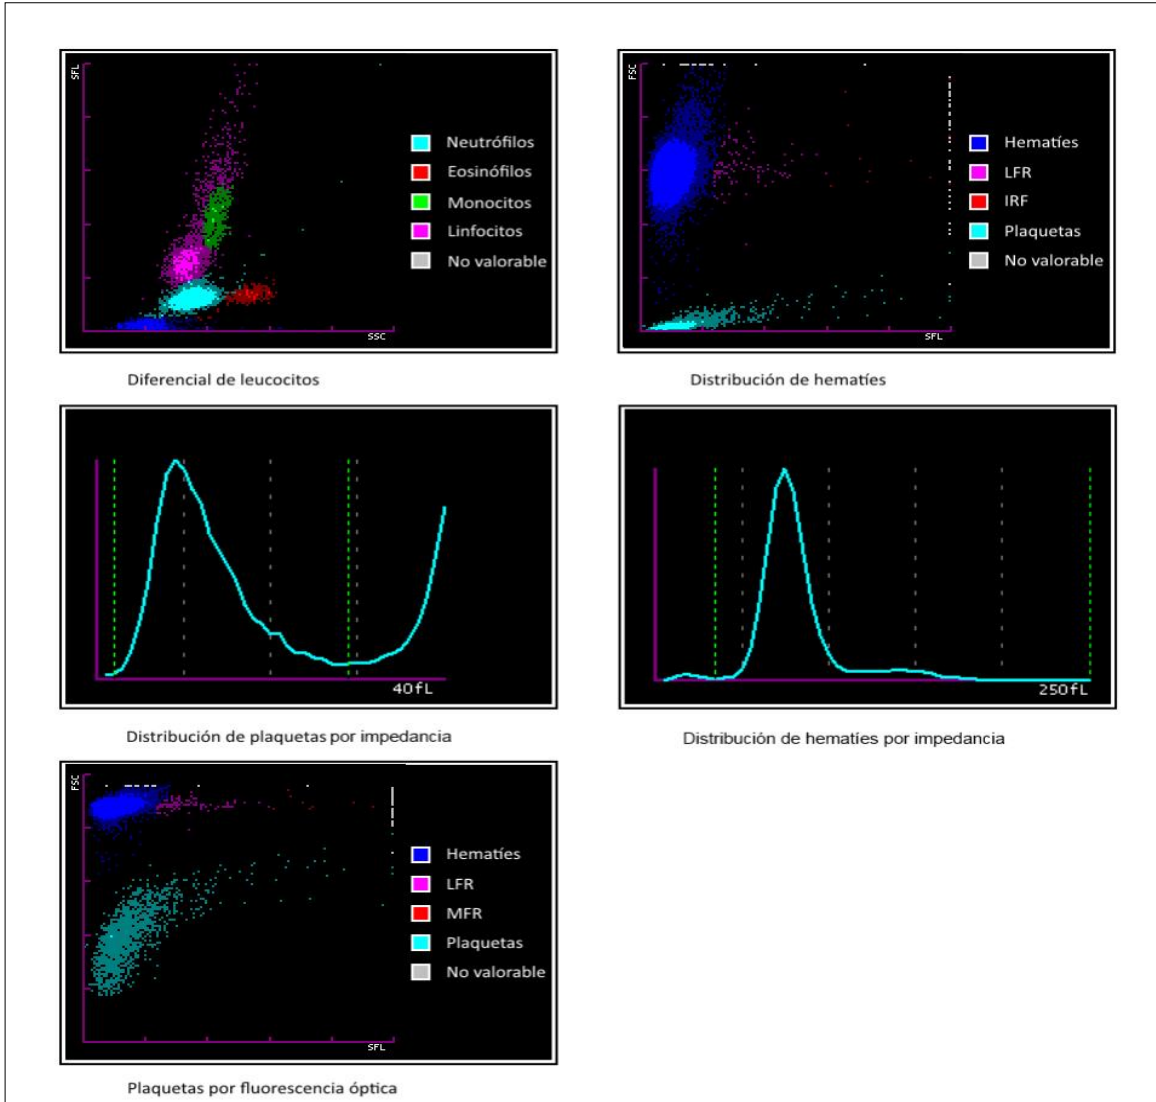 SFL
Neutrófilos
Eosinófilos
Monocitos
Linfocitos
No valorable
SSC
Diferencial de leucocitos
FSC
Hematíes
LFR
IRF
Plaquetas
No valorable
SFL
Distribución de hematíes
40fL
Distribución de plaquetas por impedancia
250fL
Distribución de hematíes por impedancia
FSC
Hematíes
LFR
MFR
Plaquetas
No valorable
SFL
Plaquetas por fluorescencia óptica